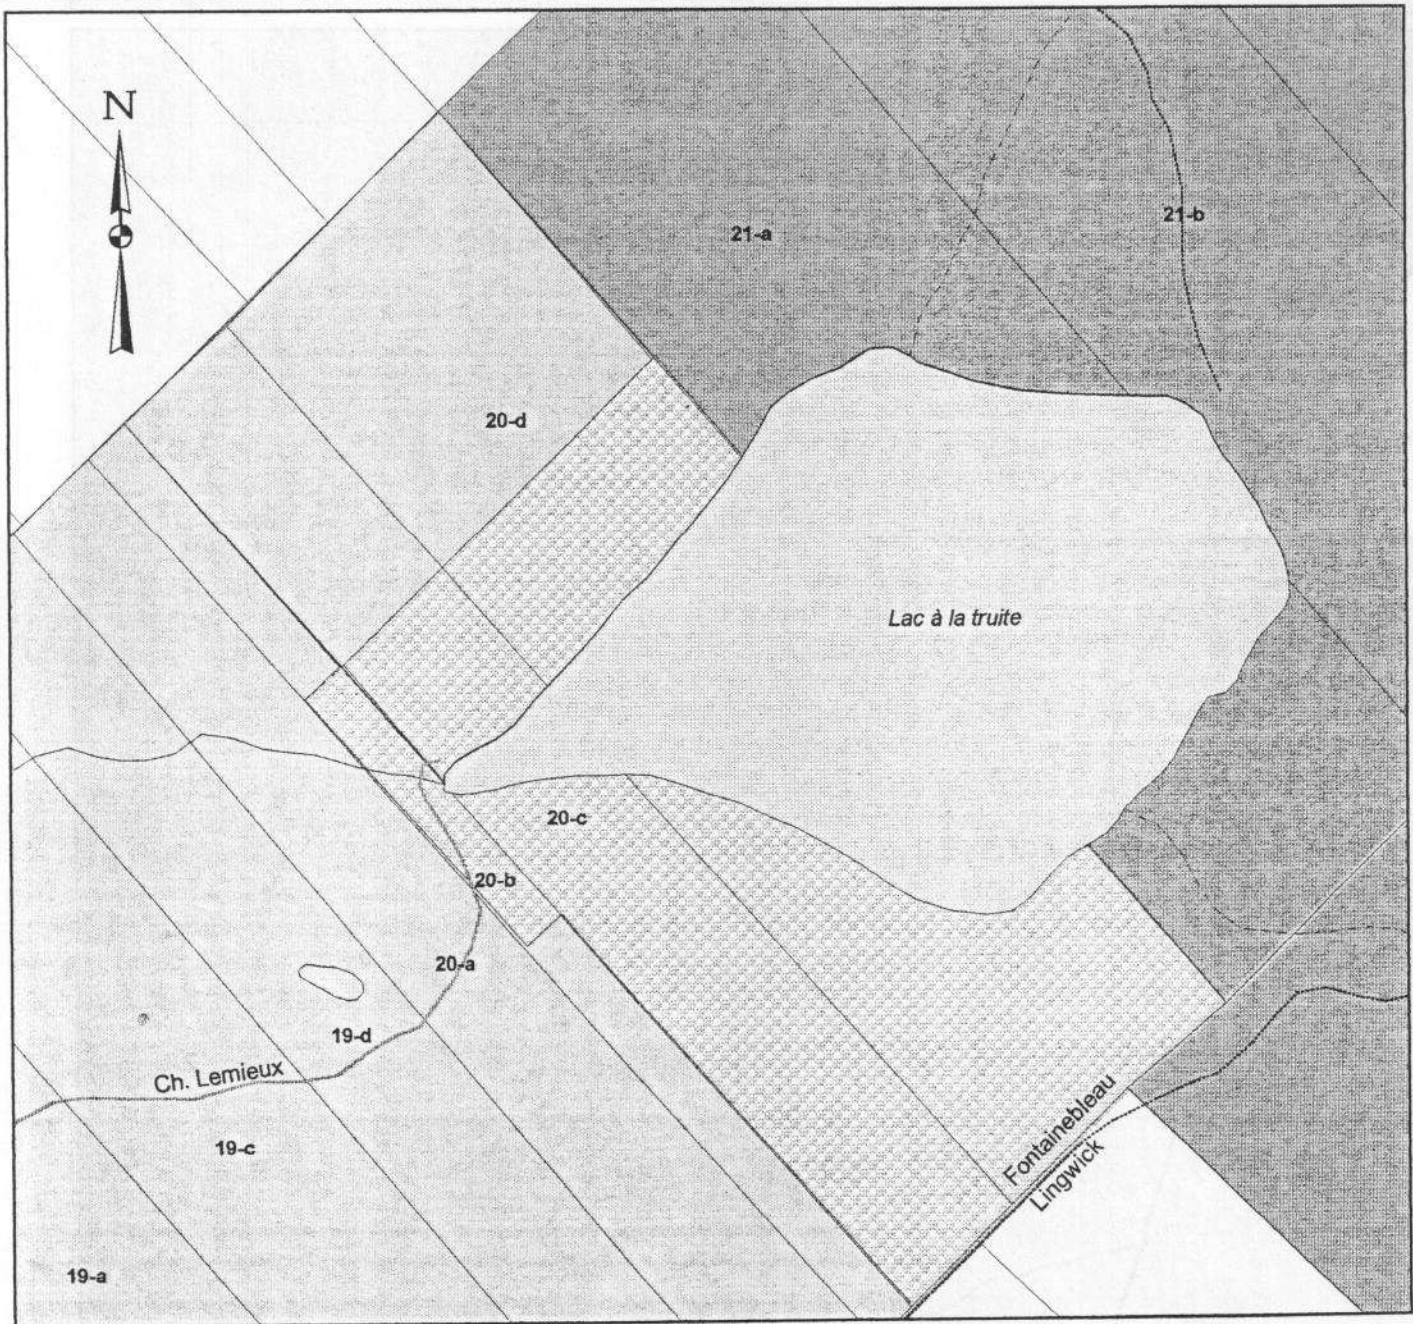 N
21-b
21-a
20-d
Lac à la truite
20-c
20-b
20-a
19-d
Ch. Lemieux
Fontainebleau
Lingwick
19-c
19-a